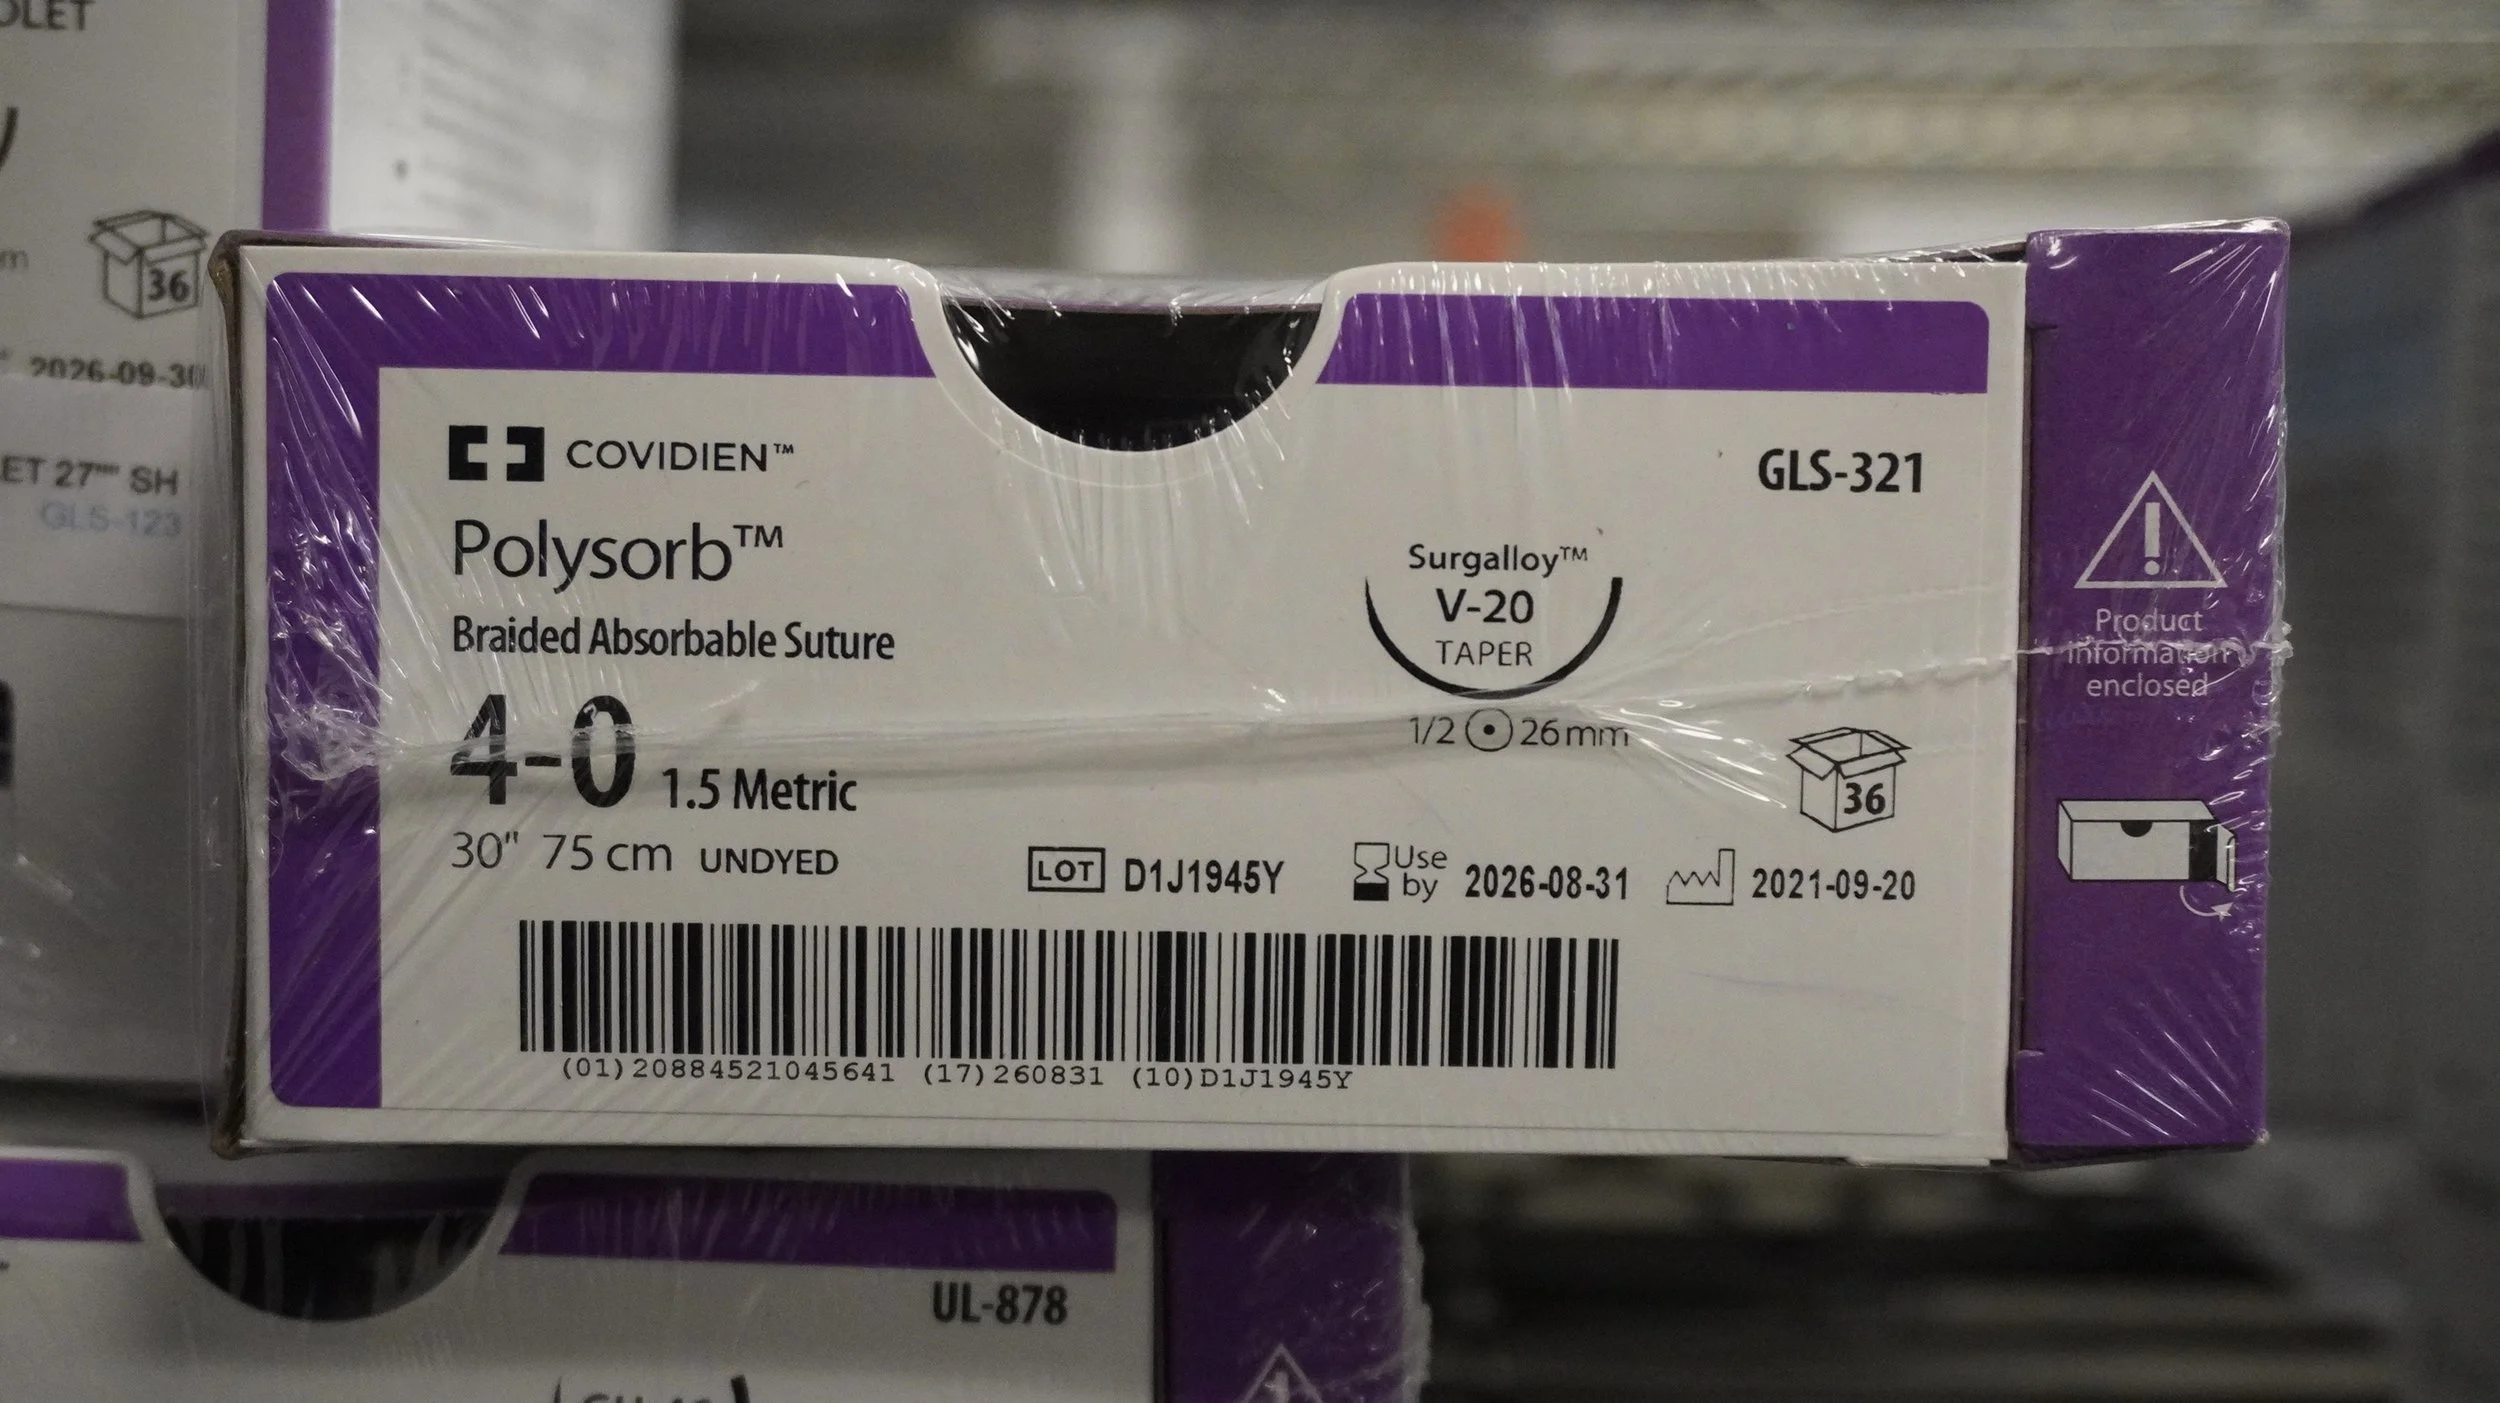 36
2026-09-30
ET 27"" SH
GLS-123
COVIDIEN™
GLS-321
Polysorb™
Braided Absorbable Suture
4-0 1.5 Metric
30" 75 cm UNDYED
Surgalloy™
V-20
TAPER
1/2 26 mm
36
LOT D1J1945Y
Use
by 2026-08-31
2021-09-20
(01)20884521045641 (17)260831 (10)D1J1945Y
Product
information
enclosed
UL-878